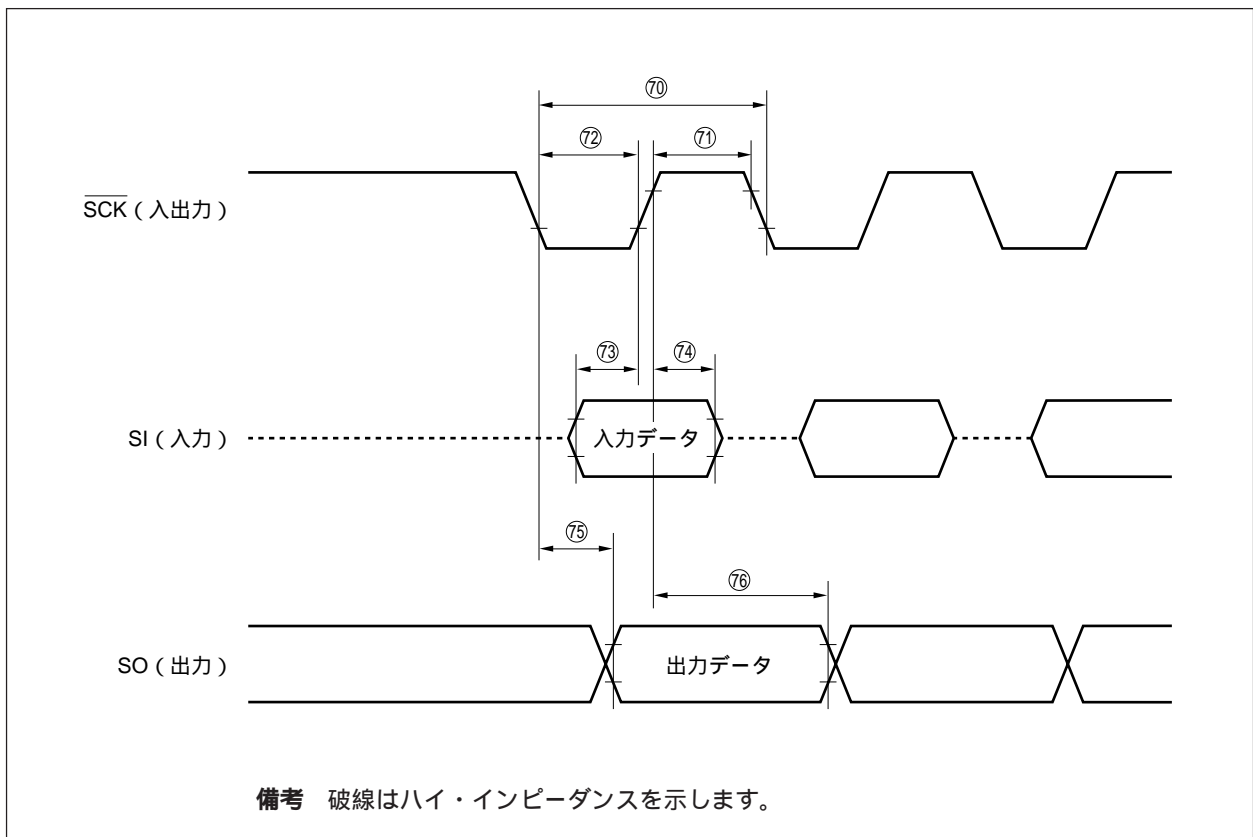 ⑦⓪
⑦② ⑦①
SCK（入出力）
⑦③ ⑦④
SI（入力） 入力データ
⑦⑤
⑦⑥
SO（出力） 出力データ
備考 破線はハイ・インピーダンスを示します。